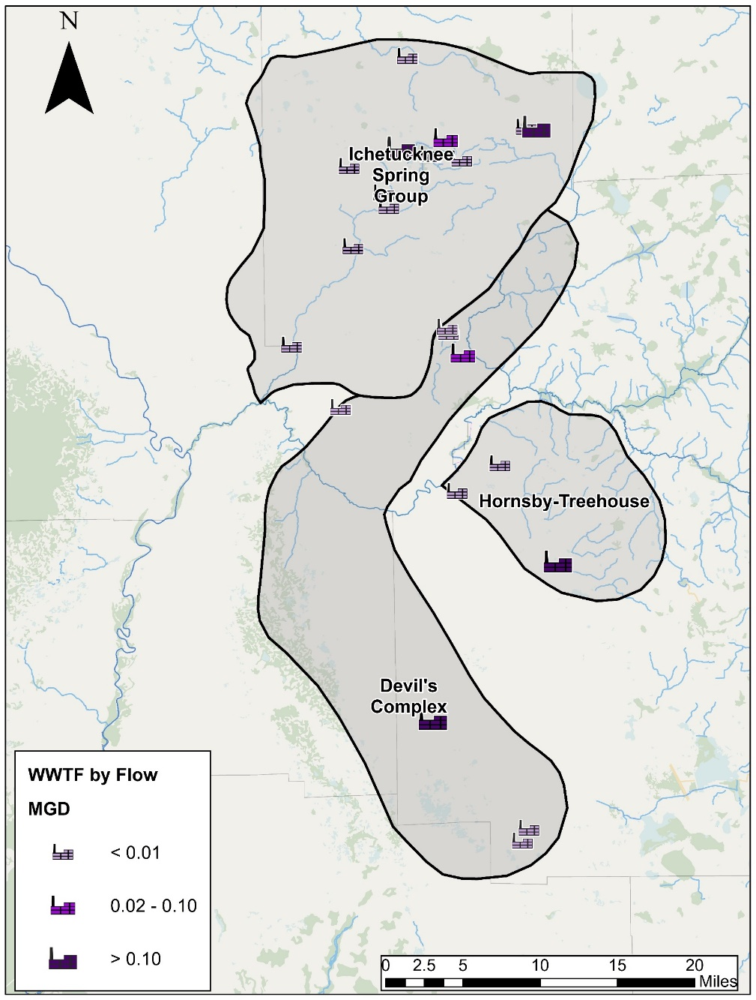 N
Ichetucknee
Spring
Group
Hornsby-Treehouse
Devil's
Complex
WWTF by Flow
MGD
< 0.01
0.02 - 0.10
> 0.10
0 2.5 5 10 15 20
Miles